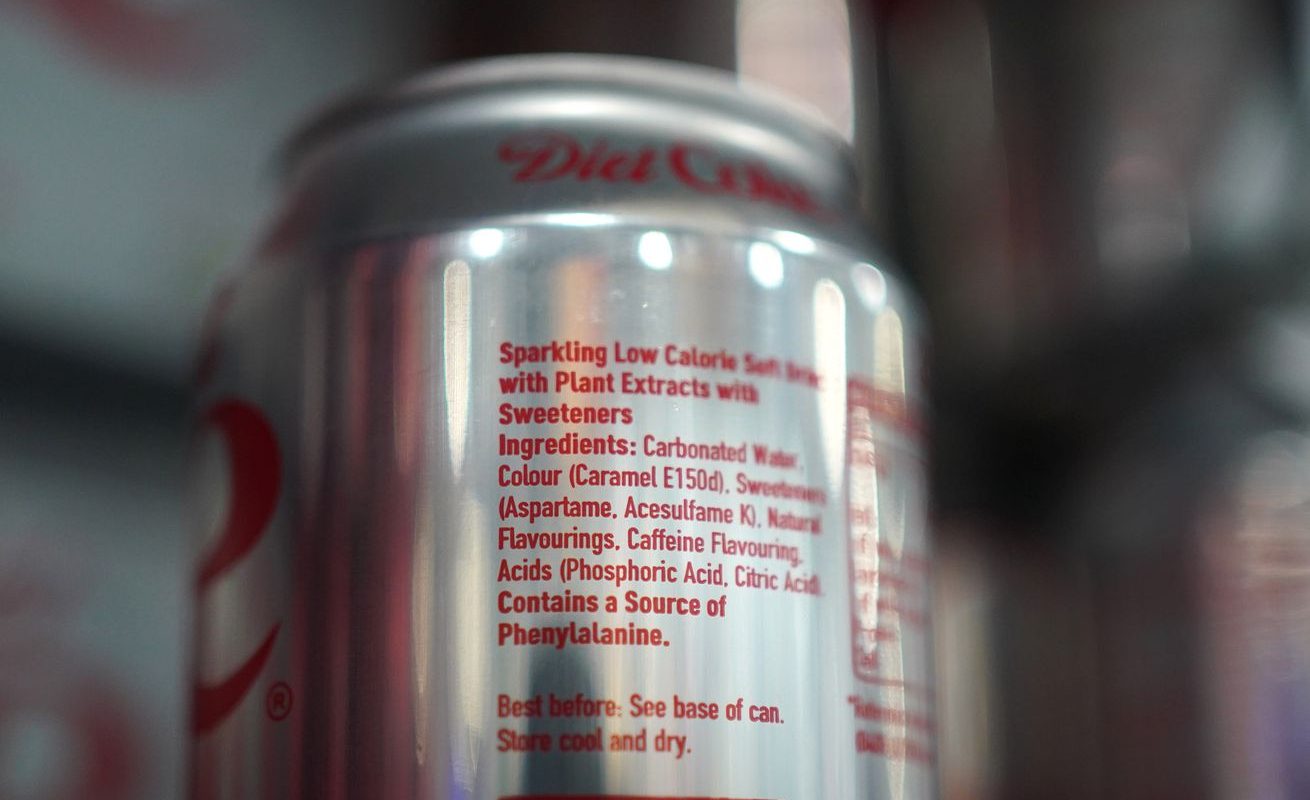 Diet Coke
Sparkling Low Calorie Soft Drink
with Plant Extracts with
Sweeteners
Ingredients: Carbonated Water,
Colour (Caramel E150d), Sweeteners
(Aspartame, Acesulfame K), Natural
Flavourings, Caffeine Flavouring,
Acids (Phosphoric Acid, Citric Acid).
Contains a Source of
Phenylalanine.
Best before: See base of can.
Store cool and dry.
®